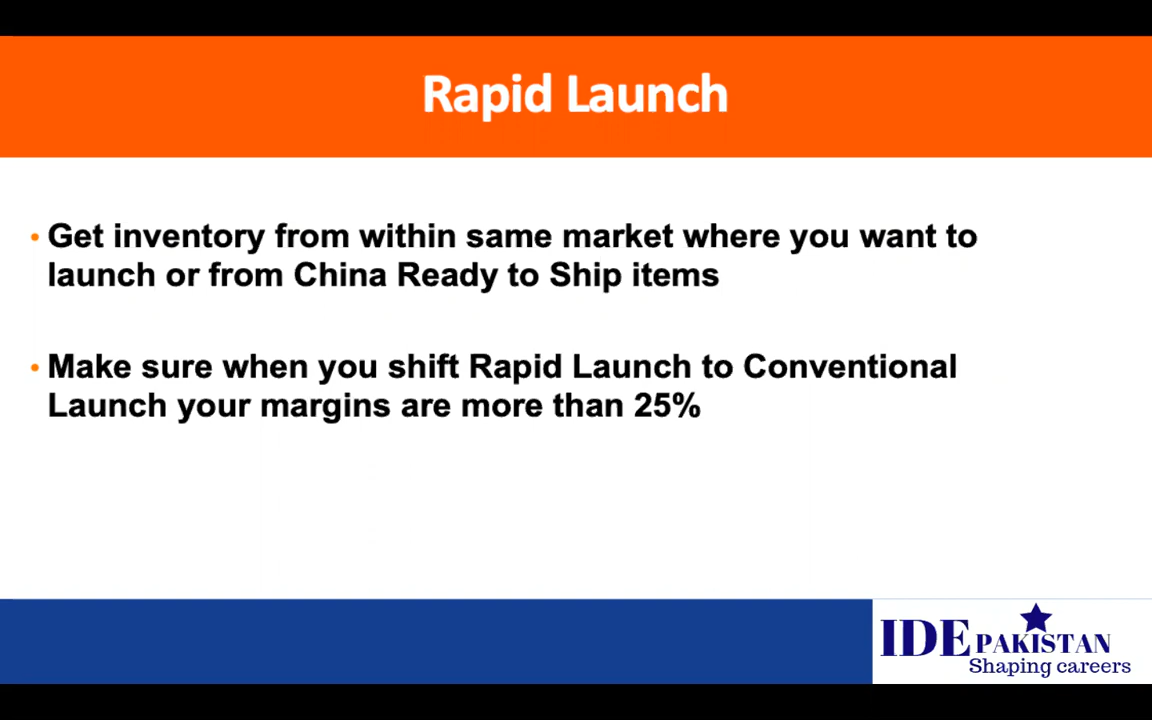 Rapid Launch
• Get inventory from within same market where you want to
launch or from China Ready to Ship items
• Make sure when you shift Rapid Launch to Conventional
Launch your margins are more than 25%
IDE PAKISTAN
Shaping careers